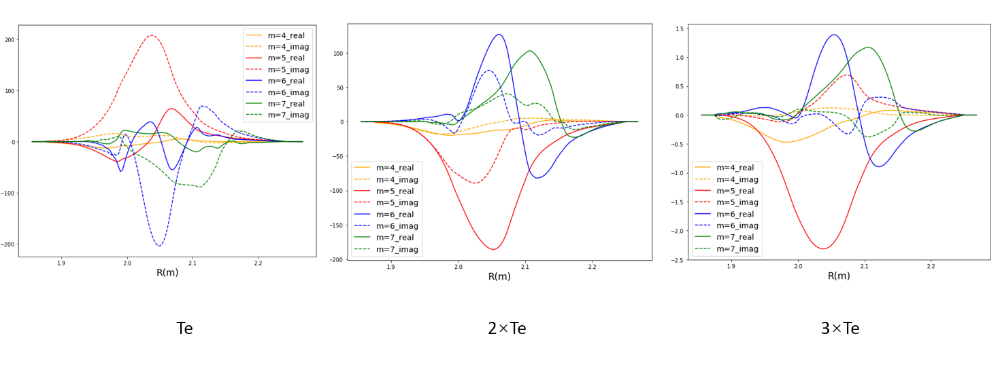 200
100
0
−100
−200
1.9
2.0
2.1
2.2
R(m)
m=4_real
m=4_imag
m=5_real
m=5_imag
m=6_real
m=6_imag
m=7_real
m=7_imag
Te
100
50
0
−50
−100
−150
−200
1.9
2.0
2.1
2.2
R(m)
m=4_real
m=4_imag
m=5_real
m=5_imag
m=6_real
m=6_imag
m=7_real
m=7_imag
2×Te
1.5
1.0
0.5
0.0
−0.5
−1.0
−1.5
−2.0
−2.5
1.9
2.0
2.1
2.2
R(m)
m=4_real
m=4_imag
m=5_real
m=5_imag
m=6_real
m=6_imag
m=7_real
m=7_imag
3×Te